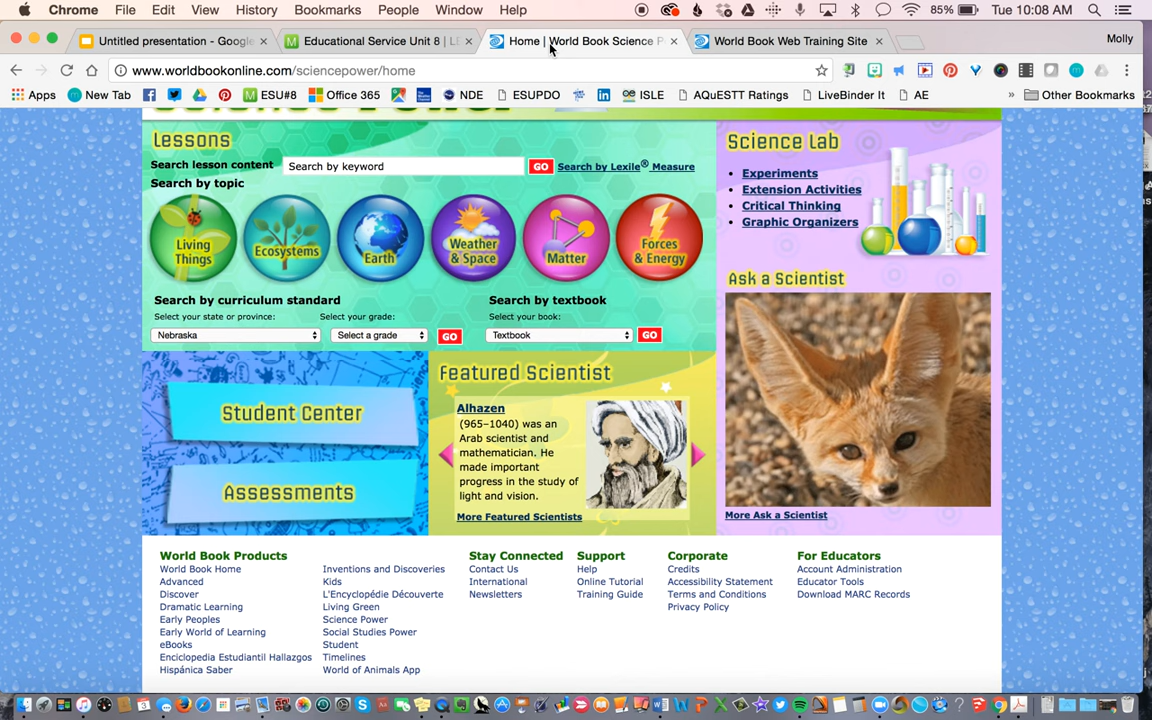 Chrome File Edit View History Bookmarks People Window Help 85% Tue 10:08 AM
Untitled presentation - Google
Educational Service Unit 8 | LE
Home | World Book Science P
World Book Web Training Site
Molly
www.worldbookonline.com/sciencepower/home
Apps New Tab ESU#8 Office 365 NDE ESUPDO ISLE AQuESTT Ratings LiveBinder It AE » Other Bookmarks
Lessons
Search lesson content Search by keyword GO Search by Lexile® Measure
Search by topic
Living Things
Ecosystems
Earth
Weather & Space
Matter
Forces & Energy
Search by curriculum standard
Select your state or province: Select your grade:
Nebraska Select a grade GO
Search by textbook
Select your book:
Textbook GO
Science Lab
Experiments
Extension Activities
Critical Thinking
Graphic Organizers
Ask a Scientist
More Ask a Scientist
Student Center
Assessments
Featured Scientist
Alhazen
(965–1040) was an
Arab scientist and
mathematician. He
made important
progress in the study of
light and vision.
More Featured Scientists
World Book Products
World Book Home
Advanced
Discover
Dramatic Learning
Early Peoples
Early World of Learning
eBooks
Enciclopedia Estudiantil Hallazgos
Hispánica Saber
Inventions and Discoveries
Kids
L'Encyclopédie Découverte
Living Green
Science Power
Social Studies Power
Student
Timelines
World of Animals App
Stay Connected
Contact Us
International
Newsletters
Support
Help
Online Tutorial
Training Guide
Corporate
Credits
Accessibility Statement
Terms and Conditions
Privacy Policy
For Educators
Account Administration
Educator Tools
Download MARC Records